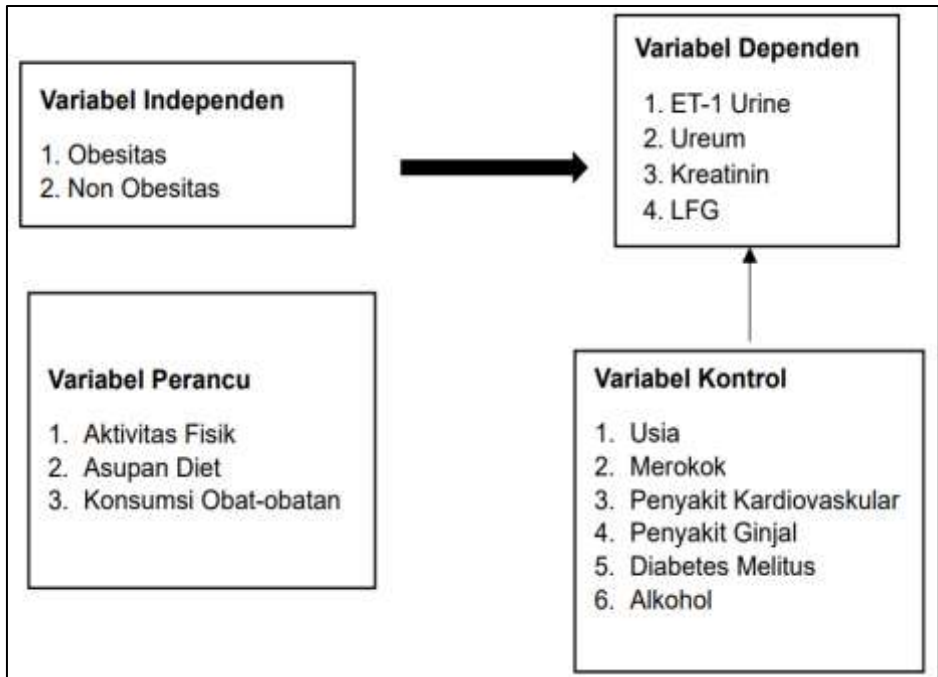 Variabel Independen
1. Obesitas
2. Non Obesitas
Variabel Dependen
1. ET-1 Urine
2. Ureum
3. Kreatinin
4. LFG
Variabel Perancu
1. Aktivitas Fisik
2. Asupan Diet
3. Konsumsi Obat-obatan
Variabel Kontrol
1. Usia
2. Merokok
3. Penyakit Kardiovaskular
4. Penyakit Ginjal
5. Diabetes Melitus
6. Alkohol